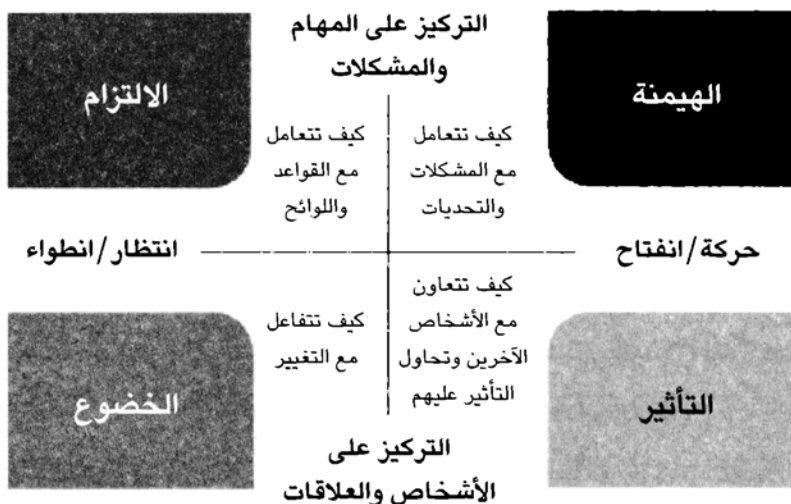 التركيز على المهام
والمشكلات
الهيمنة
الالتزام
كيف تتعامل
مع المشكلات
والتحديات
كيف تتعامل
مع القواعد
واللوائح
حركة/انفتاح
انتظار/انطواء
كيف تتعاون
مع الأشخاص
الآخرين وتحاول
التأثير عليهم
كيف تتفاعل
مع التغيير
التأثير
الخضوع
التركيز على
الأشخاص والعلاقات